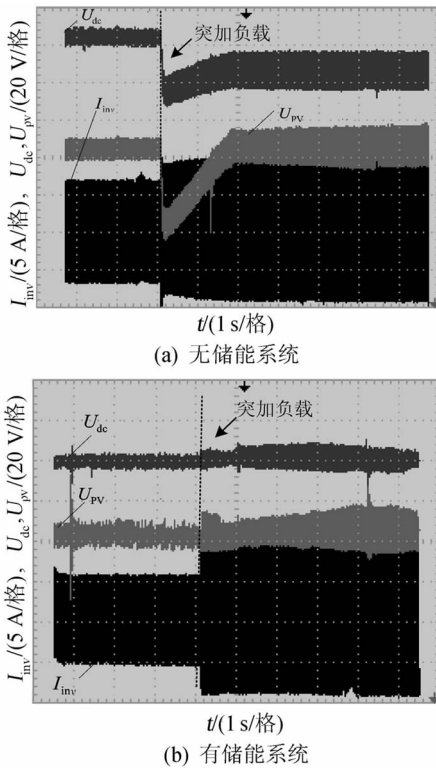 U_dc
突加负载
I_inv
U_PV
I_inv/(5 A/格), U_dc,U_pv/(20 V/格)
t/(1 s/格)
(a) 无储能系统
突加负载
U_dc
U_PV
I_inv
I_inv/(5 A/格), U_dc,U_pv/(20 V/格)
t/(1 s/格)
(b) 有储能系统